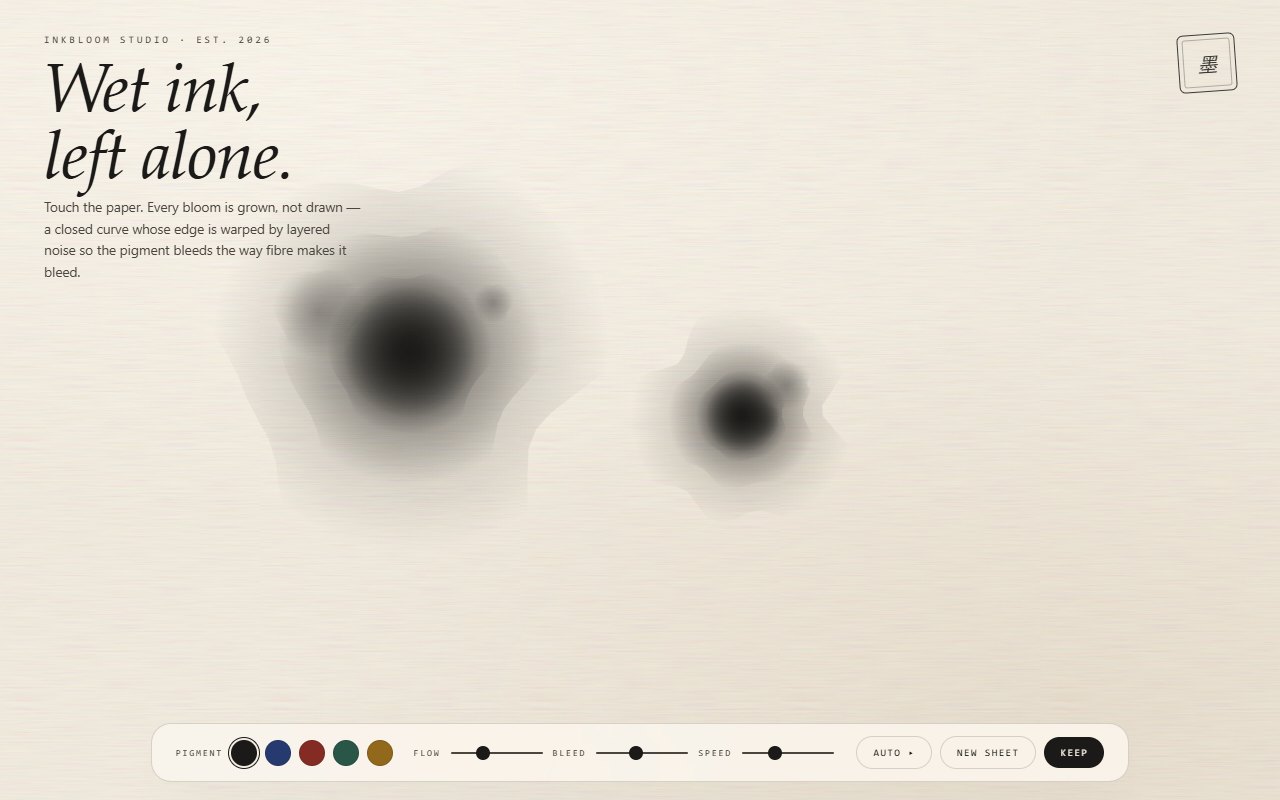 INKBLOOM STUDIO · EST. 2026
墨
Wet ink,
left alone.
Touch the paper. Every bloom is grown, not drawn —
a closed curve whose edge is warped by layered
noise so the pigment bleeds the way fibre makes it
bleed.
PIGMENT FLOW BLEED SPEED AUTO ▸ NEW SHEET KEEP